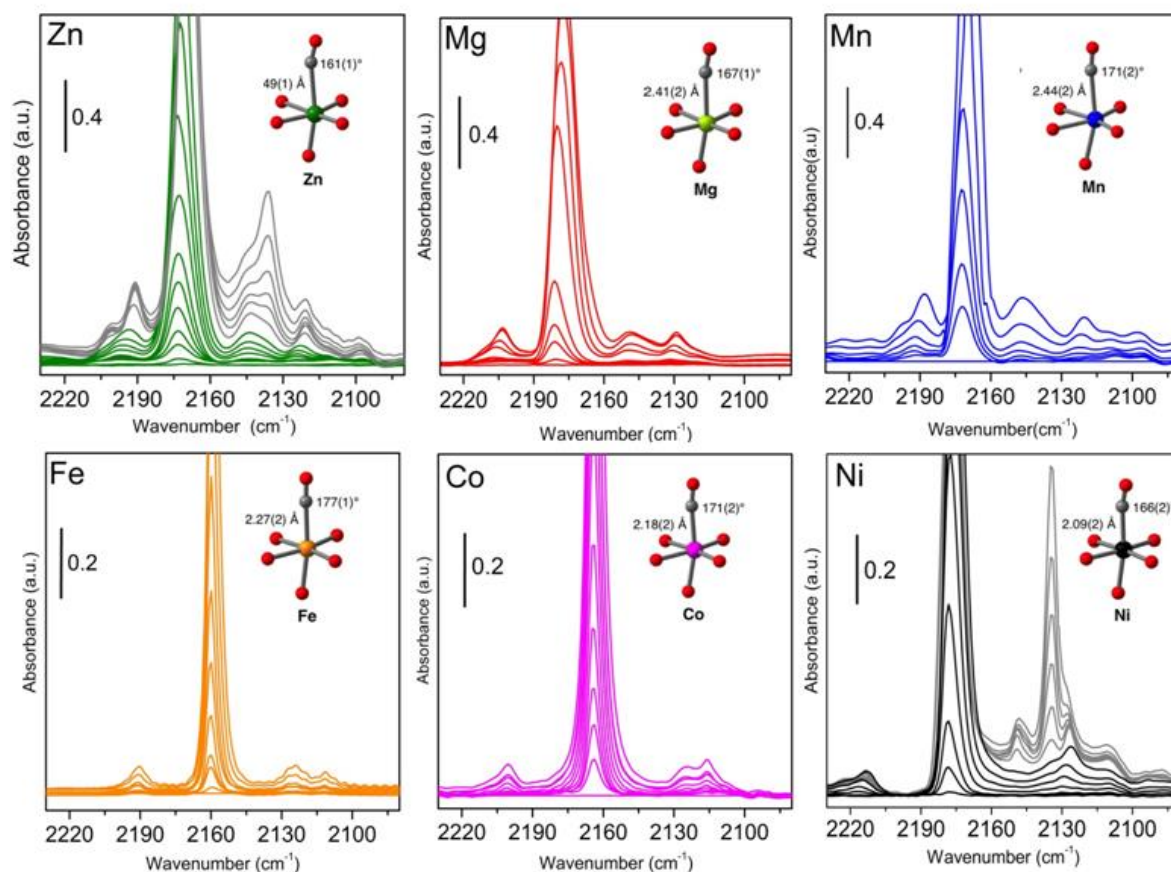 Zn
0.4
161(1)°
49(1) Å
Zn
Absorbance (a.u.)
2220 2190 2160 2130 2100
Wavenumber (cm⁻¹)
Mg
0.4
167(1)°
2.41(2) Å
Mg
Absorbance (a.u.)
2220 2190 2160 2130 2100
Wavenumber (cm⁻¹)
Mn
0.4
171(2)°
2.44(2) Å
Mn
Absorbance(a.u)
2220 2190 2160 2130 2100
Wavenumber(cm⁻¹)
Fe
0.2
177(1)°
2.27(2) Å
Fe
Absorbance (a.u.)
2220 2190 2160 2130 2100
Wavenumber (cm⁻¹)
Co
0.2
171(2)°
2.18(2) Å
Co
Absorbance (a.u.)
2220 2190 2160 2130 2100
Wavenumber (cm⁻¹)
Ni
0.2
166(2)
2.09(2) Å
Ni
Absorbance (a.u.)
2220 2190 2160 2130 2100
Wavenumber (cm⁻¹)